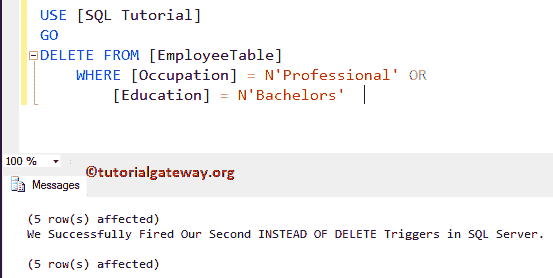 USE [SQL Tutorial]
GO
DELETE FROM [EmployeeTable]
WHERE [Occupation] = N'Professional' OR
[Education] = N'Bachelors'
100 %
©tutorialgateway.org
Messages
(5 row(s) affected)
We Successfully Fired Our Second INSTEAD OF DELETE Triggers in SQL Server.
(5 row(s) affected)